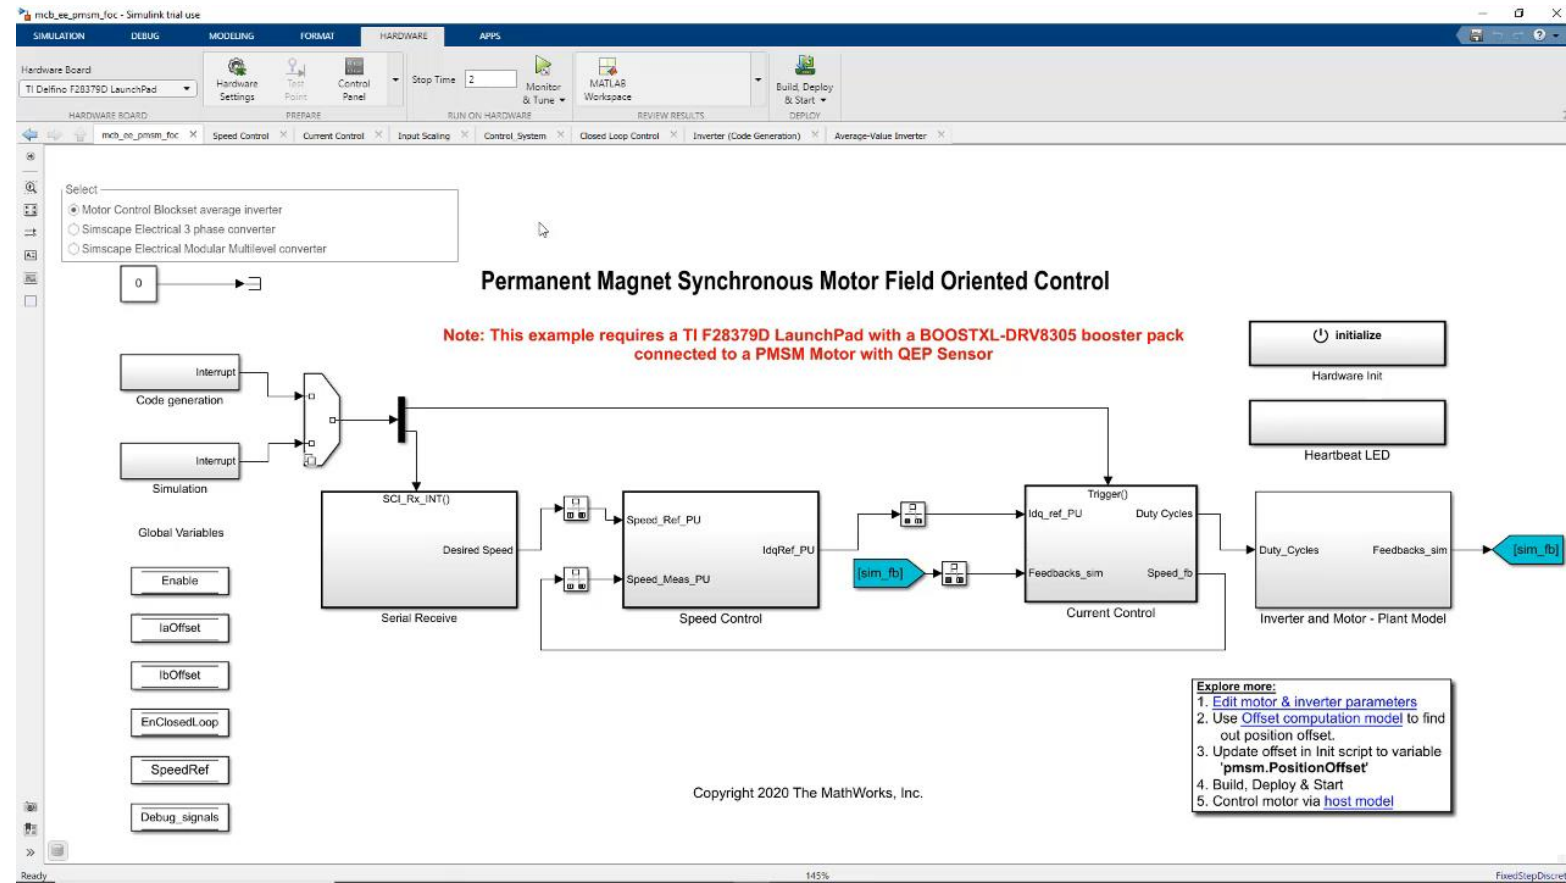 mcb_ee_pmsm_foc - Simulink trial use
SIMULATION DEBUG MODELING FORMAT HARDWARE APPS
Hardware Board
TI Delfino F28379D LaunchPad
Hardware Settings
Test Point
Control Panel
Stop Time 2
Monitor & Tune
MATLAB Workspace
Build, Deploy & Start
HARDWARE BOARD PREPARE RUN ON HARDWARE REVIEW RESULTS DEPLOY
mcb_ee_pmsm_foc Speed Control Current Control Input Scaling Control_System Closed Loop Control Inverter (Code Generation) Average-Value Inverter
Select
Motor Control Blockset average inverter
Simscape Electrical 3 phase converter
Simscape Electrical Modular Multilevel converter
0
Permanent Magnet Synchronous Motor Field Oriented Control
Note: This example requires a TI F28379D LaunchPad with a BOOSTXL-DRV8305 booster pack
connected to a PMSM Motor with QEP Sensor
initialize
Hardware Init
Interrupt
Code generation
Heartbeat LED
Interrupt
Simulation
SCI_Rx_INT()
Desired Speed
Serial Receive
Speed_Ref_PU
IdqRef_PU
Speed_Meas_PU
Speed Control
[sim_fb]
Trigger()
Idq_ref_PU Duty Cycles
Feedbacks_sim Speed_fb
Current Control
Duty_Cycles Feedbacks_sim
Inverter and Motor - Plant Model
[sim_fb]
Global Variables
Enable
IaOffset
IbOffset
EnClosedLoop
SpeedRef
Debug_signals
Explore more:
1. Edit motor & inverter parameters
2. Use Offset computation model to find
out position offset.
3. Update offset in Init script to variable
'pmsm.PositionOffset'
4. Build, Deploy & Start
5. Control motor via host model
Copyright 2020 The MathWorks, Inc.
Ready 145% FixedStepDiscret